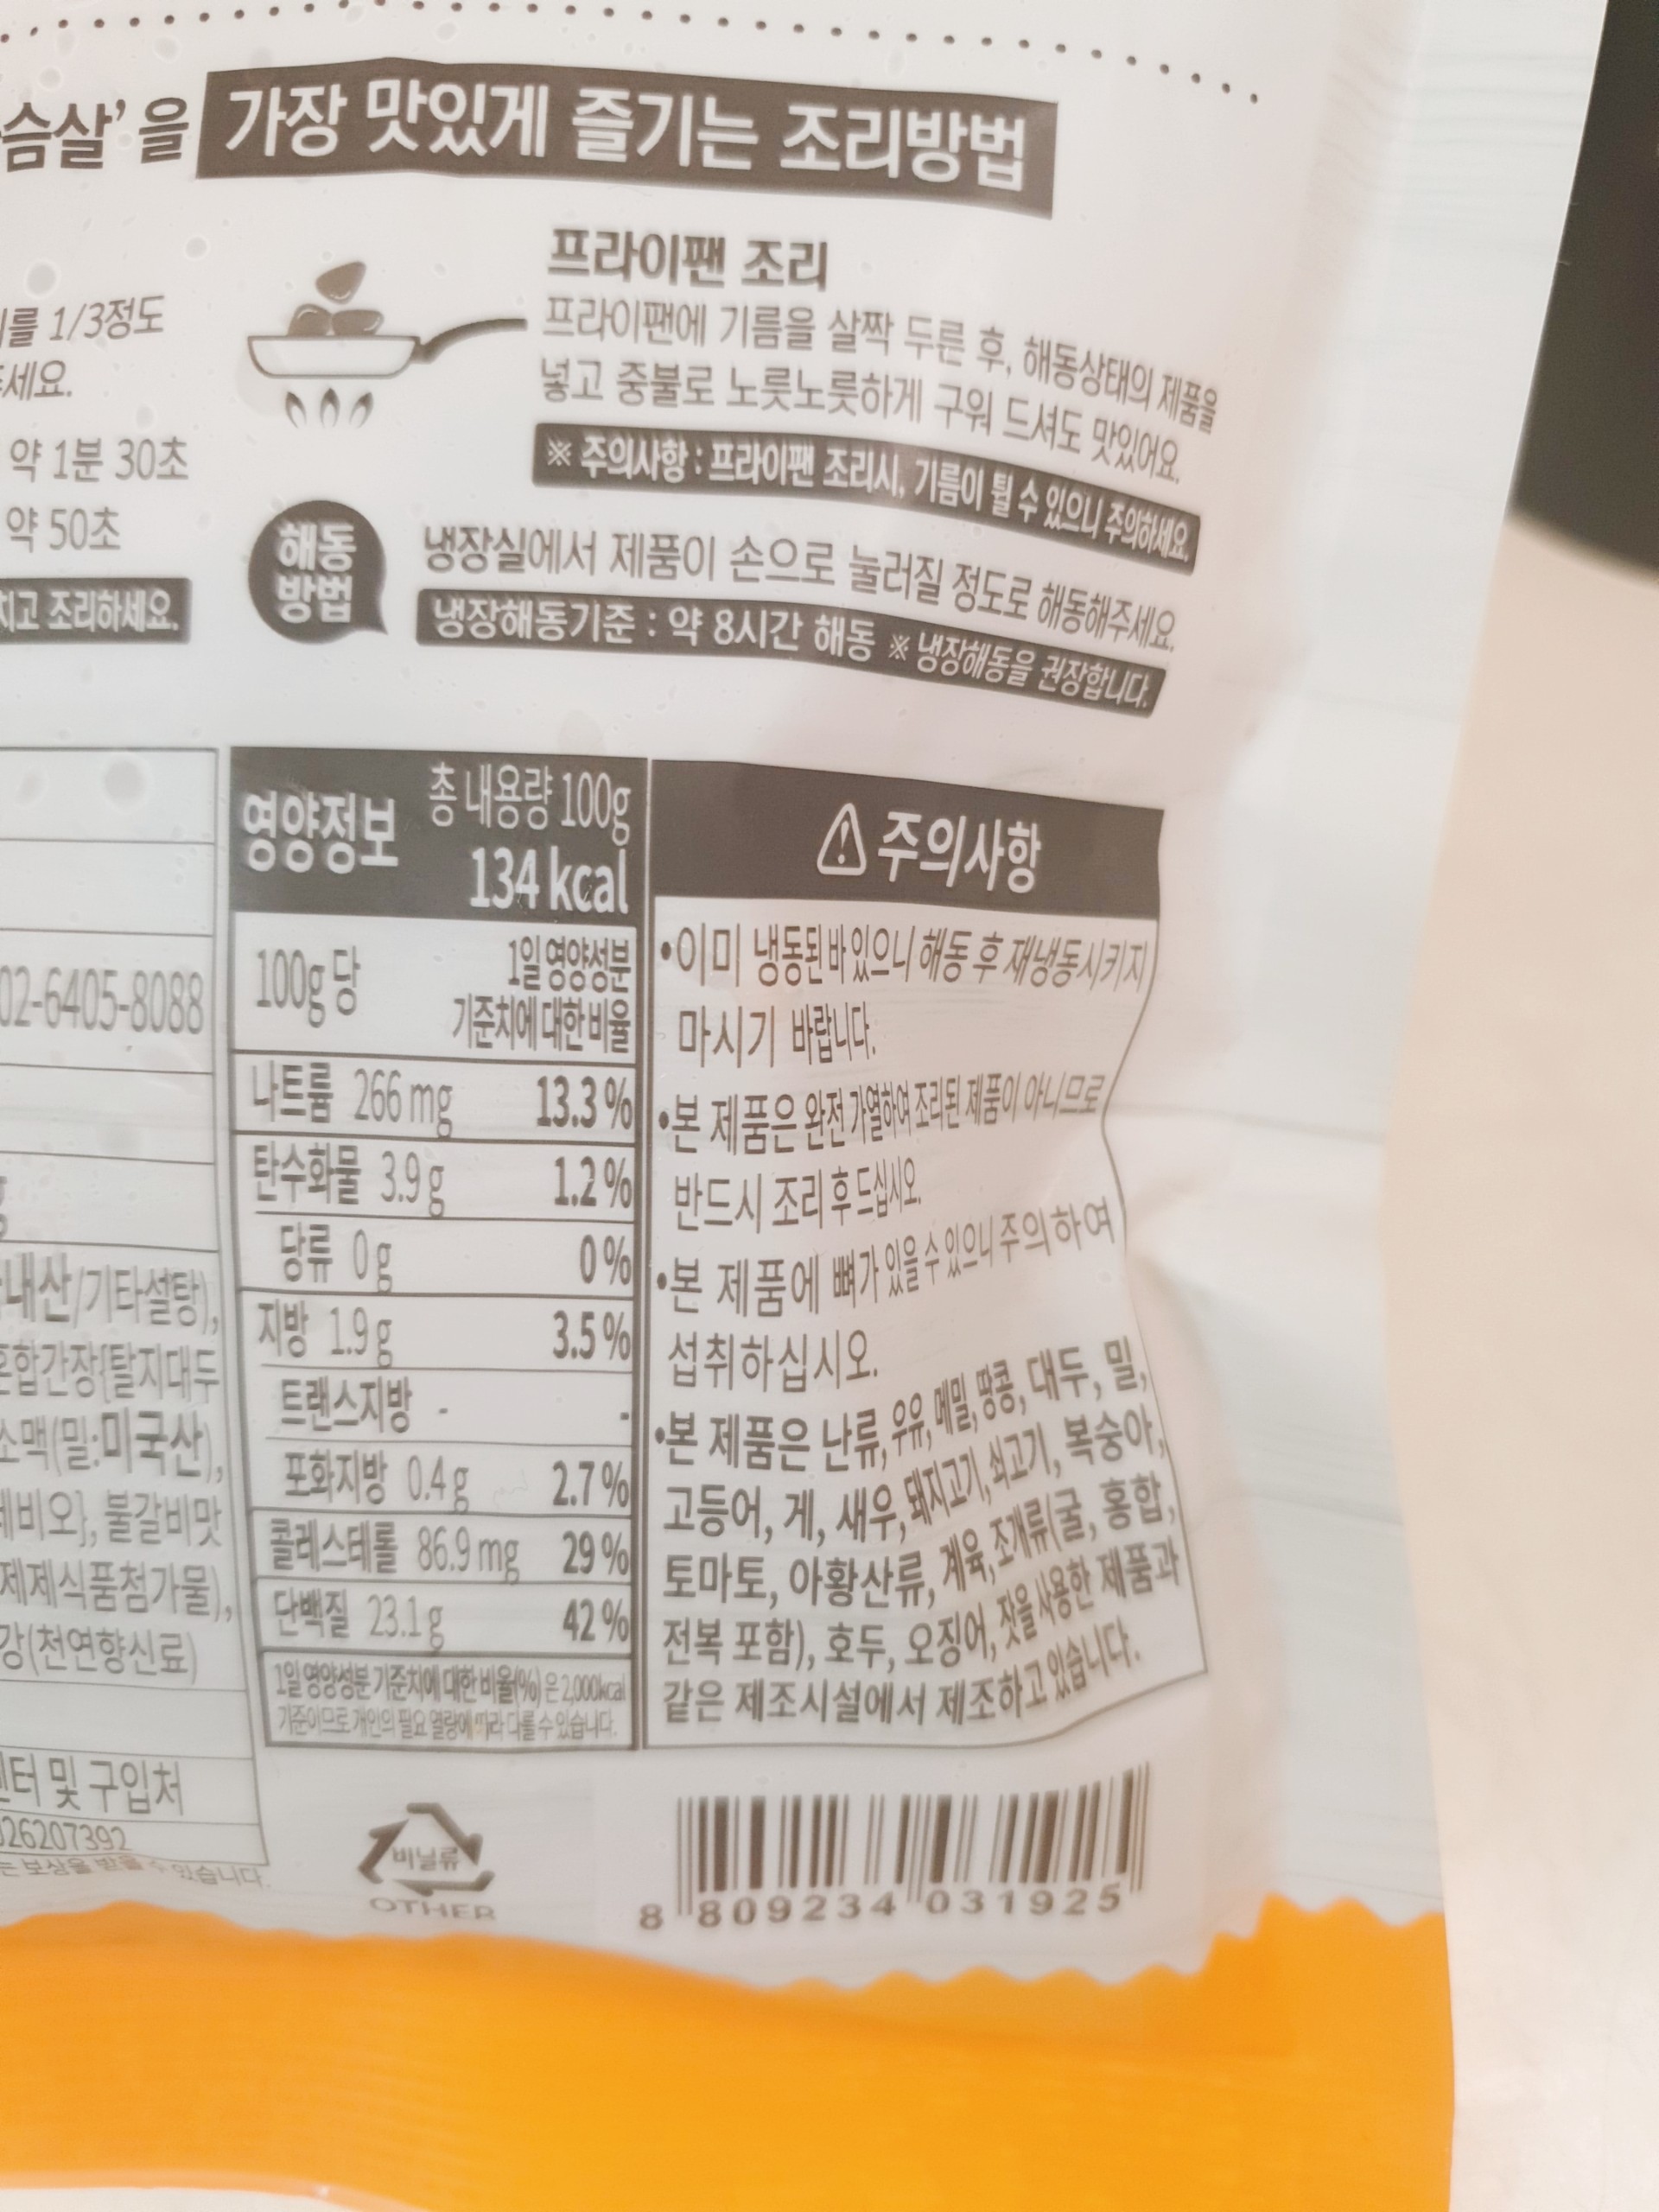 슴살’을 가장 맛있게 즐기는 조리방법
를 1/3정도
세요.
약 1분 30초
약 50초
치고 조리하세요.
프라이팬 조리
프라이팬에 기름을 살짝 두른 후, 해동상태의 제품을
넣고 중불로 노릇노릇하게 구워 드셔도 맛있어요.
※ 주의사항 : 프라이팬 조리시, 기름이 튈 수 있으니 주의하세요.
해동
방법
냉장실에서 제품이 손으로 눌러질 정도로 해동해주세요.
냉장해동기준 : 약 8시간 해동 ※ 냉장해동을 권장합니다.
02-6405-8088
내산/기타설탕),
혼합간장{탈지대두
소맥(밀:미국산),
테비오}, 불갈비맛
제제식품첨가물),
강(천연향신료)
터 및 구입처
026207392
는 보상을 받을 수 있습니다.
영양정보
총 내용량 100g
134 kcal
100g 당
1일 영양성분
기준치에 대한 비율
나트륨 266 mg 13.3 %
탄수화물 3.9 g 1.2 %
당류 0 g 0 %
지방 1.9 g 3.5 %
트랜스지방 - -
포화지방 0.4 g 2.7 %
콜레스테롤 86.9 mg 29 %
단백질 23.1 g 42 %
1일 영양성분 기준치에 대한 비율(%)은 2,000kcal
기준이므로 개인의 필요 열량에 따라 다를 수 있습니다.
주의사항
•이미 냉동된 바 있으니 해동 후 재냉동시키지
마시기 바랍니다.
•본 제품은 완전 가열하여 조리된 제품이 아니므로
반드시 조리 후 드십시오.
•본 제품에 뼈가 있을 수 있으니 주의하여
섭취하십시오.
•본 제품은 난류, 우유, 메밀, 땅콩, 대두, 밀,
고등어, 게, 새우, 돼지고기, 쇠고기, 복숭아,
토마토, 아황산류, 계육, 조개류(굴, 홍합,
전복 포함), 호두, 오징어, 잣을 사용한 제품과
같은 제조시설에서 제조하고 있습니다.
비닐류
OTHER
8 809234 031925